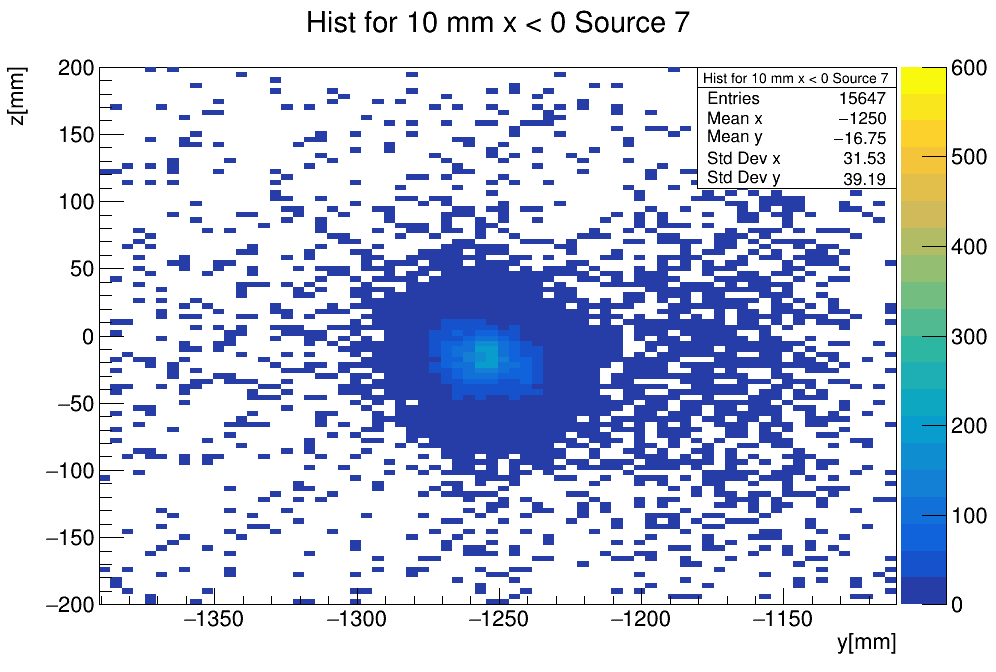 Hist for 10 mm x < 0 Source 7
z[mm]
200
150
100
50
0
−50
−100
−150
−200
Hist for 10 mm x < 0 Source 7
Entries 15647
Mean x −1250
Mean y −16.75
Std Dev x 31.53
Std Dev y 39.19
600
500
400
300
200
100
0
−1350 −1300 −1250 −1200 −1150
y[mm]